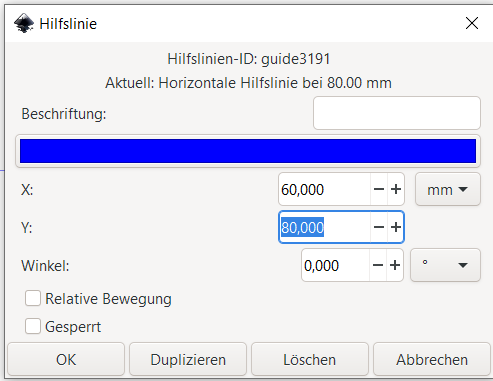 Hilfslinie
Hilfslinien-ID: guide3191
Aktuell: Horizontale Hilfslinie bei 80.00 mm
Beschriftung:
X: 60,000 − + mm
Y: 80,000 − +
Winkel: 0,000 − + °
Relative Bewegung
Gesperrt
OK Duplizieren Löschen Abbrechen